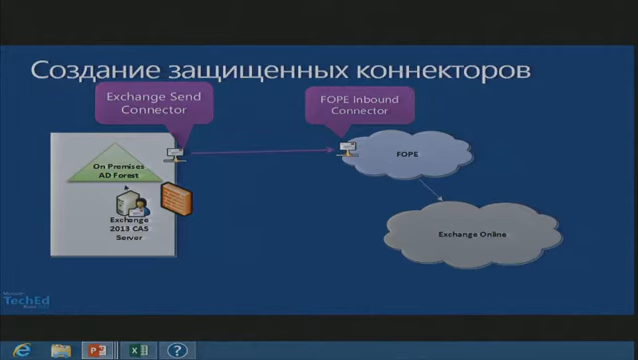 Создание защищенных коннекторов
Exchange Send
Connector
FOPE Inbound
Connector
On Premises
AD Forest
FOPE
Exchange
2013 CAS
Server
Exchange Online
Microsoft
TechEd